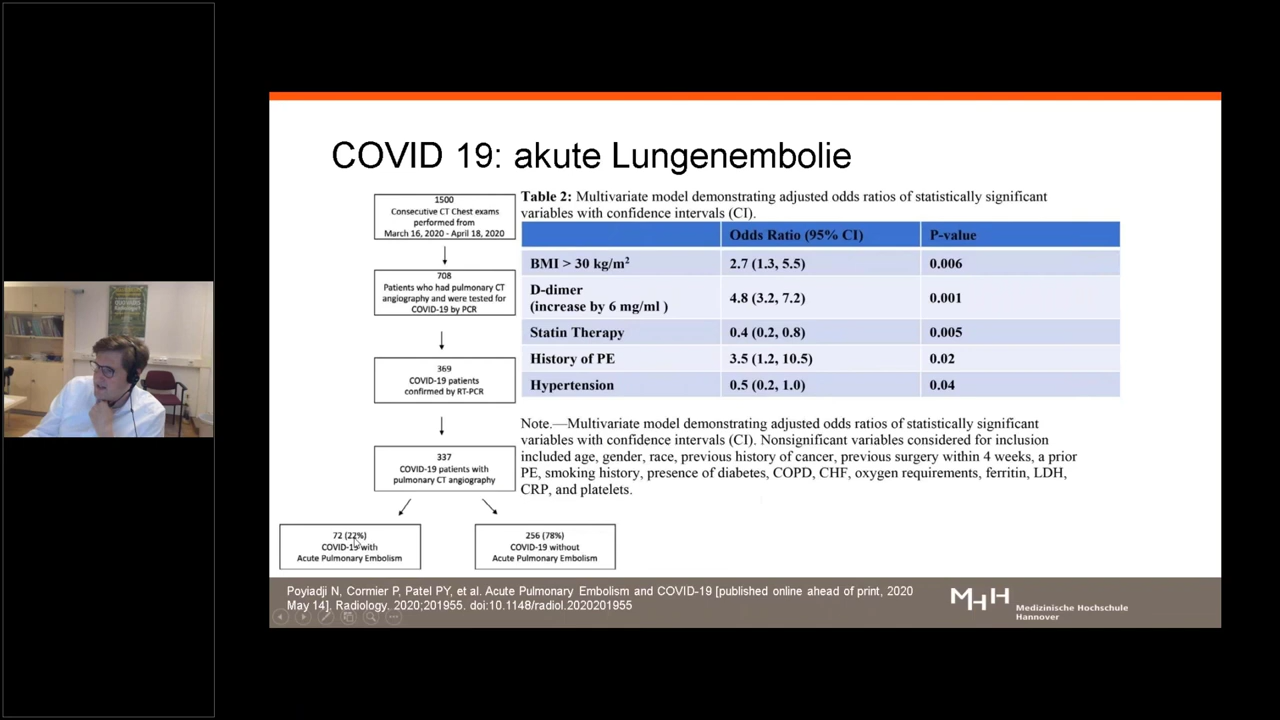 COVID 19: akute Lungenembolie
1500
Consecutive CT Chest exams
performed from
March 16, 2020 - April 18, 2020
708
Patients who had pulmonary CT
angiography and were tested for
COVID-19 by PCR
369
COVID-19 patients
confirmed by RT-PCR
337
COVID-19 patients with
pulmonary CT angiography
72 (22%)
COVID-19 with
Acute Pulmonary Embolism
256 (78%)
COVID-19 without
Acute Pulmonary Embolism
Table 2: Multivariate model demonstrating adjusted odds ratios of statistically significant
variables with confidence intervals (CI).
Odds Ratio (95% CI) P-value
BMI > 30 kg/m² 2.7 (1.3, 5.5) 0.006
D-dimer
(increase by 6 mg/ml ) 4.8 (3.2, 7.2) 0.001
Statin Therapy 0.4 (0.2, 0.8) 0.005
History of PE 3.5 (1.2, 10.5) 0.02
Hypertension 0.5 (0.2, 1.0) 0.04
Note.—Multivariate model demonstrating adjusted odds ratios of statistically significant
variables with confidence intervals (CI). Nonsignificant variables considered for inclusion
included age, gender, race, previous history of cancer, previous surgery within 4 weeks, a prior
PE, smoking history, presence of diabetes, COPD, CHF, oxygen requirements, ferritin, LDH,
CRP, and platelets.
Poyiadji N, Cormier P, Patel PY, et al. Acute Pulmonary Embolism and COVID-19 [published online ahead of print, 2020
May 14]. Radiology. 2020;201955. doi:10.1148/radiol.2020201955
MHH
Medizinische Hochschule
Hannover